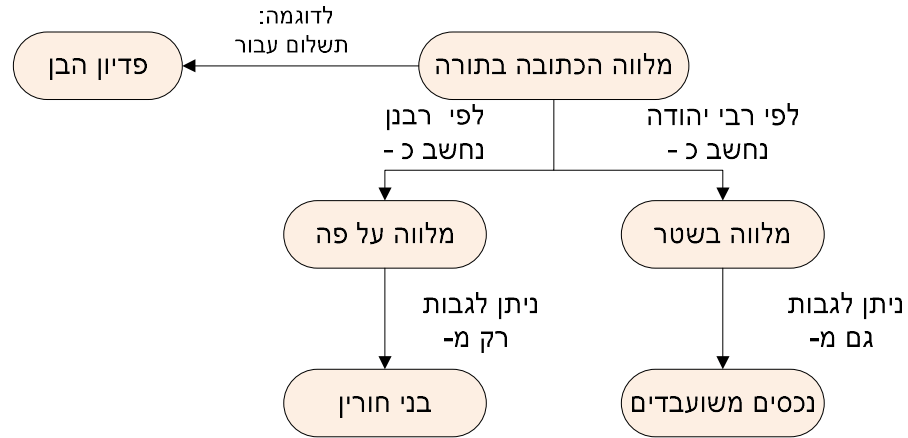 לדוגמה:
תשלום עבור
מלווה הכתובה בתורה
פדיון הבן
לפי רבי יהודה
נחשב כ -
לפי רבנן
נחשב כ -
מלווה בשטר
מלווה על פה
ניתן לגבות
גם מ-
ניתן לגבות
רק מ-
נכסים משועבדים
בני חורין